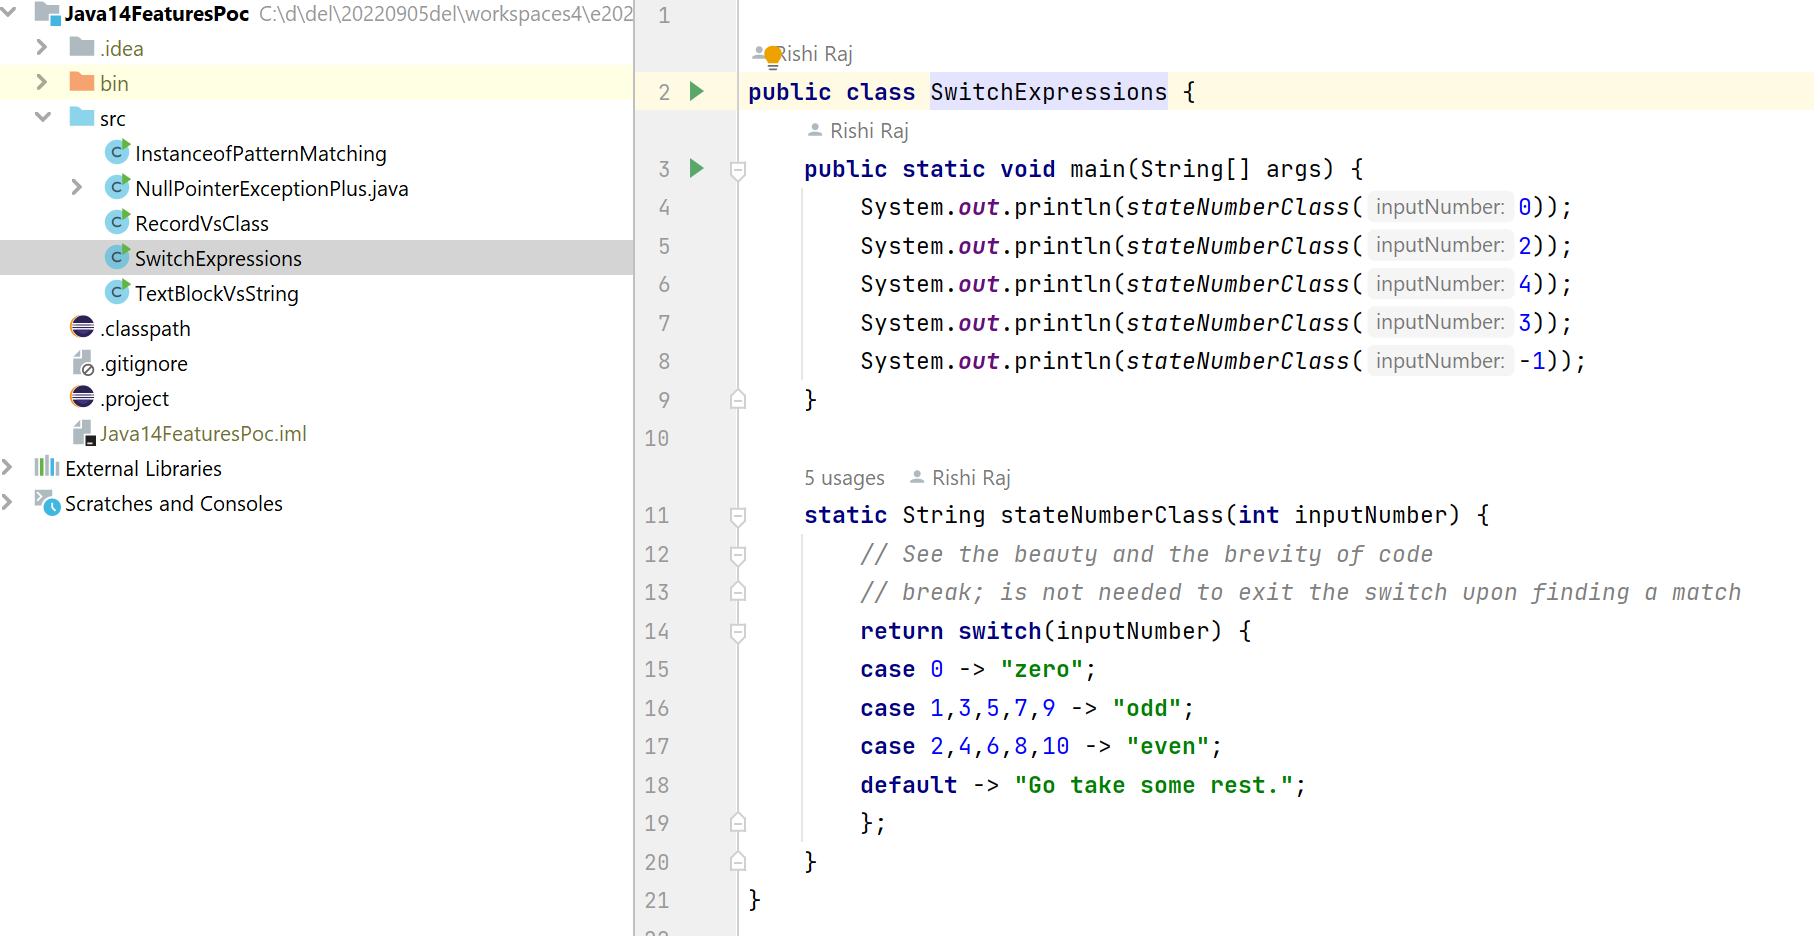 Java14FeaturesPoc C:\d\del\20220905del\workspaces4\e202
.idea
bin
src
InstanceofPatternMatching
NullPointerExceptionPlus.java
RecordVsClass
SwitchExpressions
TextBlockVsString
.classpath
.gitignore
.project
Java14FeaturesPoc.iml
External Libraries
Scratches and Consoles
1
Rishi Raj
2 public class SwitchExpressions {
Rishi Raj
3 public static void main(String[] args) {
4 System.out.println(stateNumberClass( inputNumber: 0));
5 System.out.println(stateNumberClass( inputNumber: 2));
6 System.out.println(stateNumberClass( inputNumber: 4));
7 System.out.println(stateNumberClass( inputNumber: 3));
8 System.out.println(stateNumberClass( inputNumber: -1));
9 }
10
5 usages Rishi Raj
11 static String stateNumberClass(int inputNumber) {
12 // See the beauty and the brevity of code
13 // break; is not needed to exit the switch upon finding a match
14 return switch(inputNumber) {
15 case 0 -> "zero";
16 case 1,3,5,7,9 -> "odd";
17 case 2,4,6,8,10 -> "even";
18 default -> "Go take some rest.";
19 };
20 }
21 }